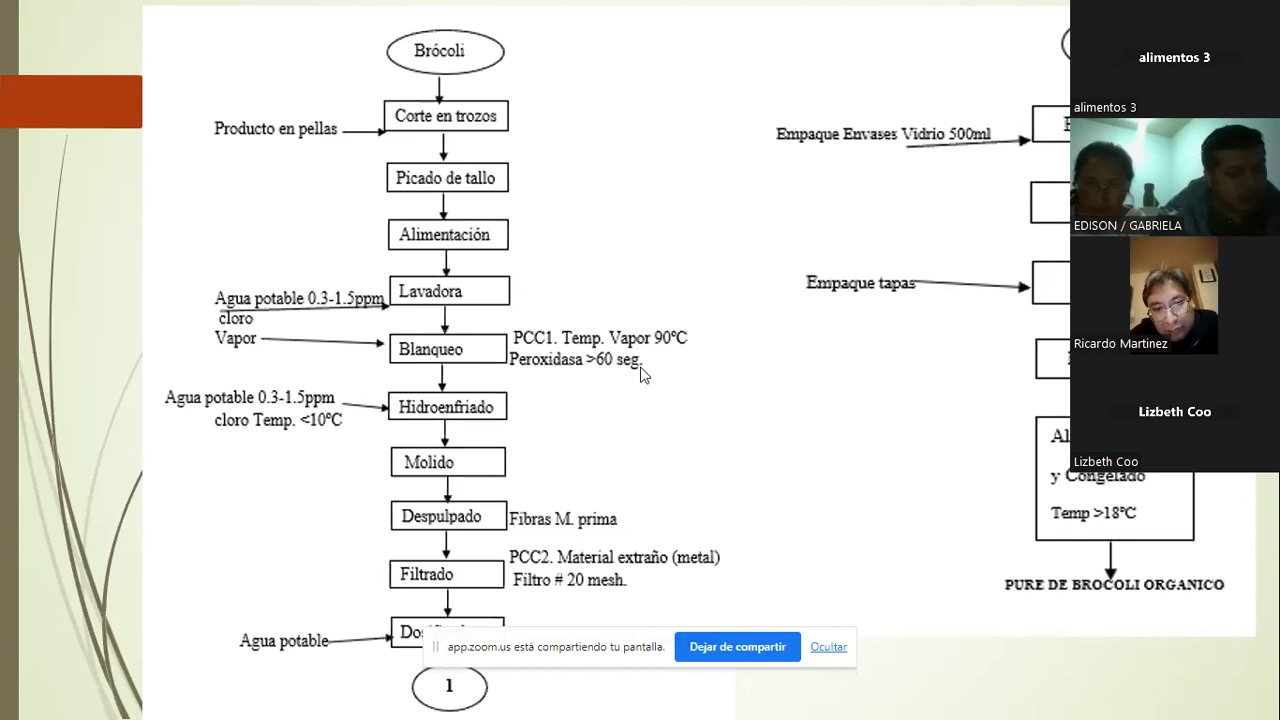 Brócoli
Corte en trozos
Producto en pellas
Picado de tallo
Alimentación
Lavadora
Agua potable 0.3-1.5ppm
cloro
Vapor
Blanqueo
PCC1. Temp. Vapor 90ºC
Peroxidasa >60 seg.
Agua potable 0.3-1.5ppm
cloro Temp. <10ºC
Hidroenfriado
Molido
Despulpado
Fibras M. prima
PCC2. Material extraño (metal)
Filtrado
Filtro # 20 mesh.
Agua potable
1
Empaque Envases Vidrio 500ml
Empaque tapas
y Congelado
Temp >18ºC
PURE DE BROCOLI ORGANICO
app.zoom.us está compartiendo tu pantalla.
Dejar de compartir
Ocultar
alimentos 3
alimentos 3
EDISON / GABRIELA
Ricardo Martinez
Lizbeth Coo
Lizbeth Coo